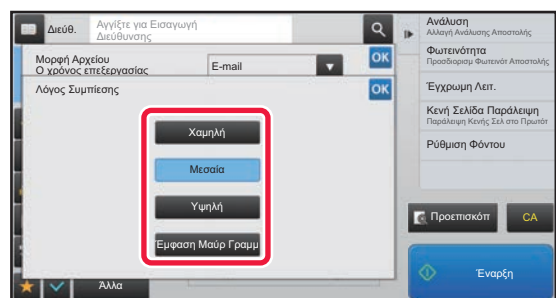 Διεύθ.
Αγγίξτε για Εισαγωγή
Διεύθυνσης
Μορφή Αρχείου
Ο χρόνος επεξεργασίας
E-mail
OK
Λόγος Συμπίεσης
OK
Χαμηλή
Μεσαία
Υψηλή
Έμφαση Μαύρ Γραμμ
Άλλα
Ανάλυση
Αλλαγή Ανάλυσης Αποστολής
Φωτεινότητα
Προσδιορισμ Φωτεινότ Αποστολής
Έγχρωμη Λειτ.
Κενή Σελίδα Παράλειψη
Παράλειψη Κενής Σελ στο Πρωτότ
Ρύθμιση Φόντου
Προεπισκόπ
CA
Έναρξη